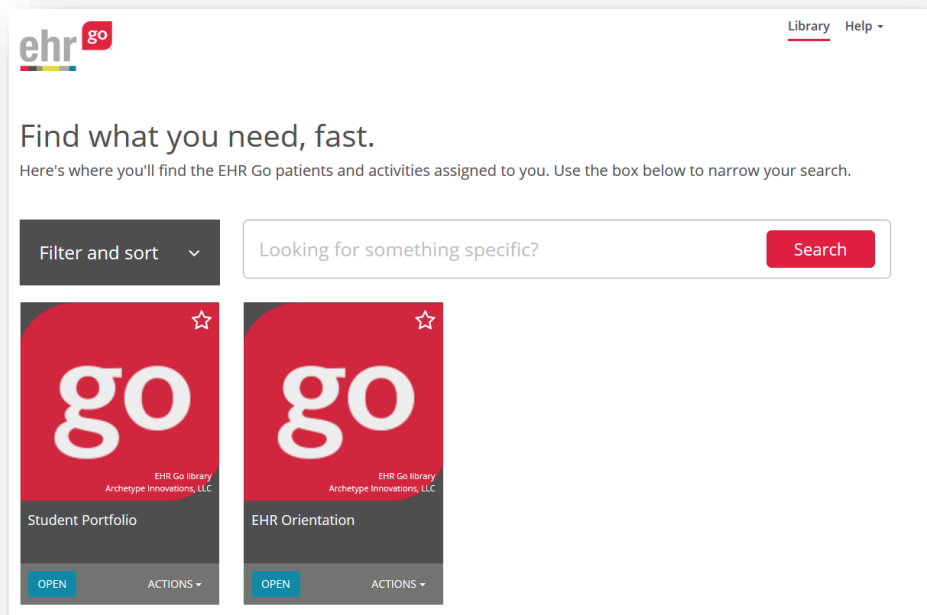 ehr go
Library Help
Find what you need, fast.
Here's where you'll find the EHR Go patients and activities assigned to you. Use the box below to narrow your search.
Filter and sort
Looking for something specific?
Search
go
EHR Go library
Archetype Innovations, LLC
Student Portfolio
OPEN ACTIONS
go
EHR Go library
Archetype Innovations, LLC
EHR Orientation
OPEN ACTIONS